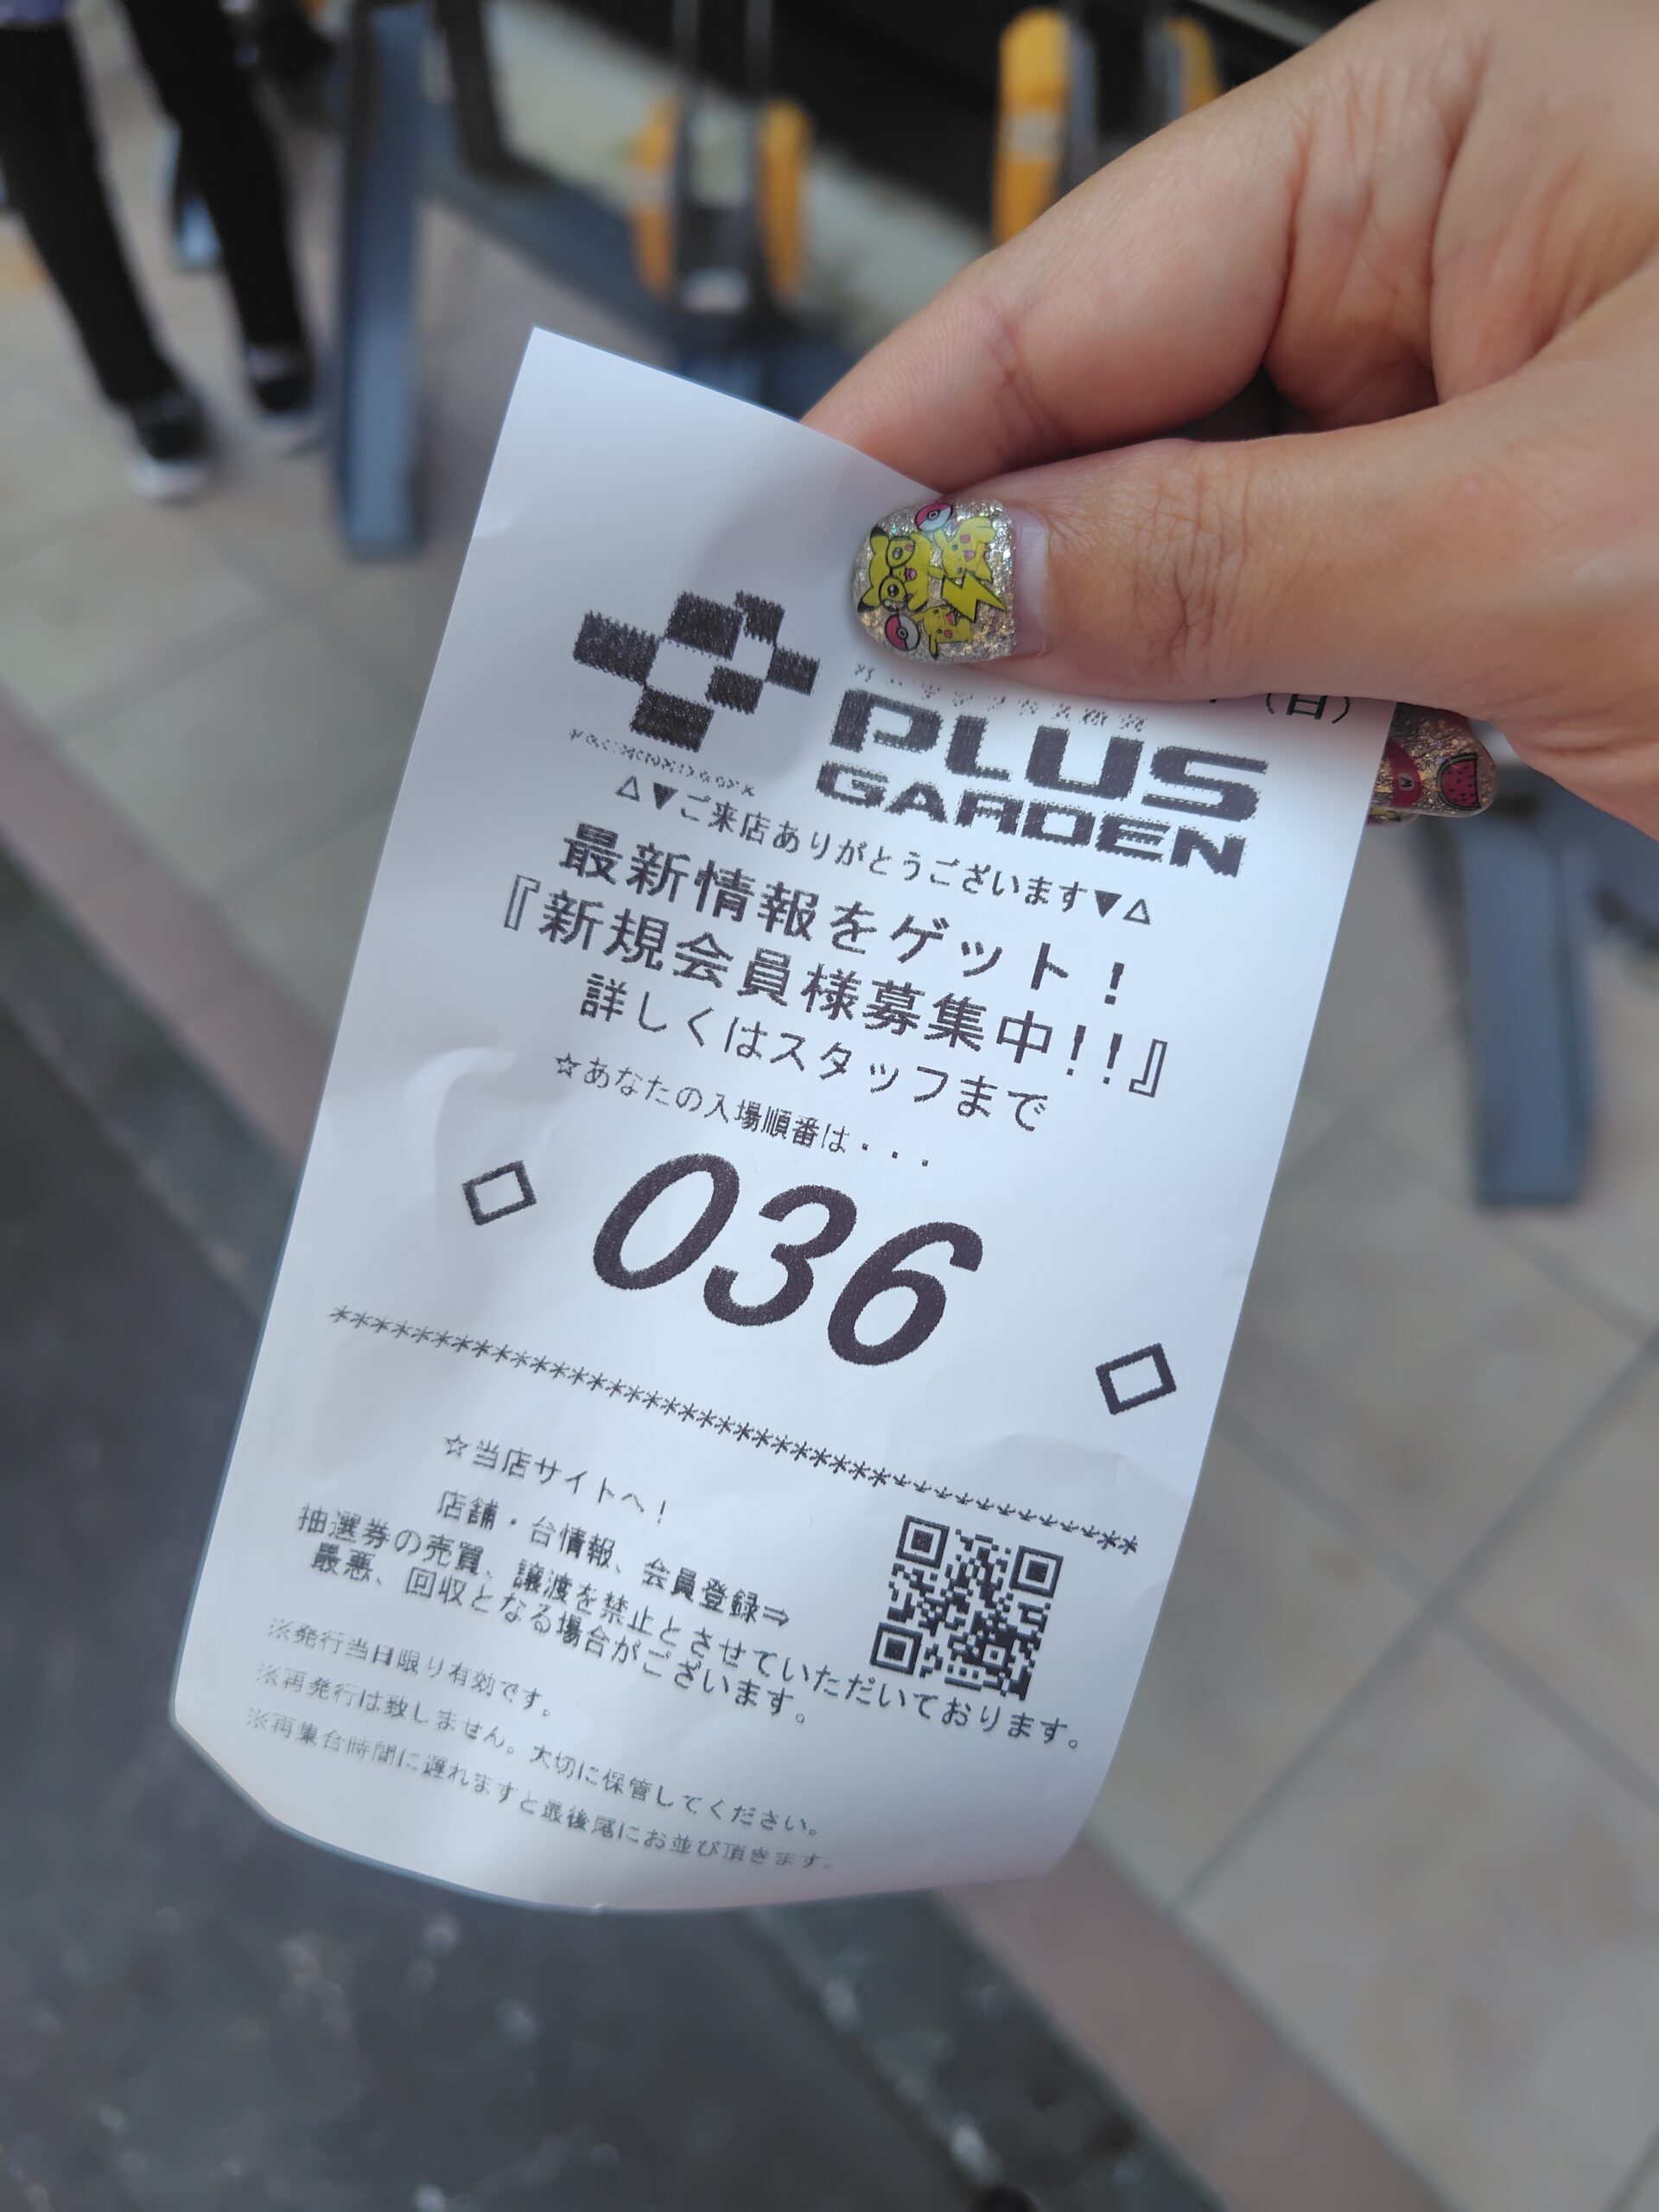 (日)
PLUS
GARDEN
△▼ご来店ありがとうございます▼△
最新情報をゲット!
『新規会員様募集中!!』
詳しくはスタッフまで
☆あなたの入場順番は・・・
◇ 036 ◇
****************************************
☆当店サイトへ!
店舗・台情報、会員登録⇒
抽選券の売買、譲渡を禁止とさせていただいております。
最悪、回収となる場合がございます。
※発行当日限り有効です。
※再発行は致しません。大切に保管してください。
※再集合時間に遅れますと最後尾にお並び頂きます。